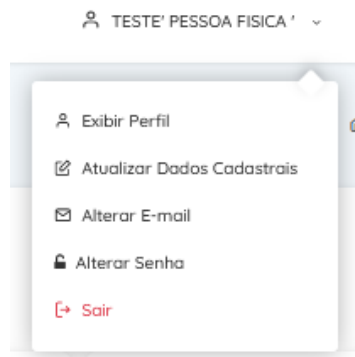 TESTE' PESSOA FISICA '
Exibir Perfil
Atualizar Dados Cadastrais
Alterar E-mail
Alterar Senha
Sair